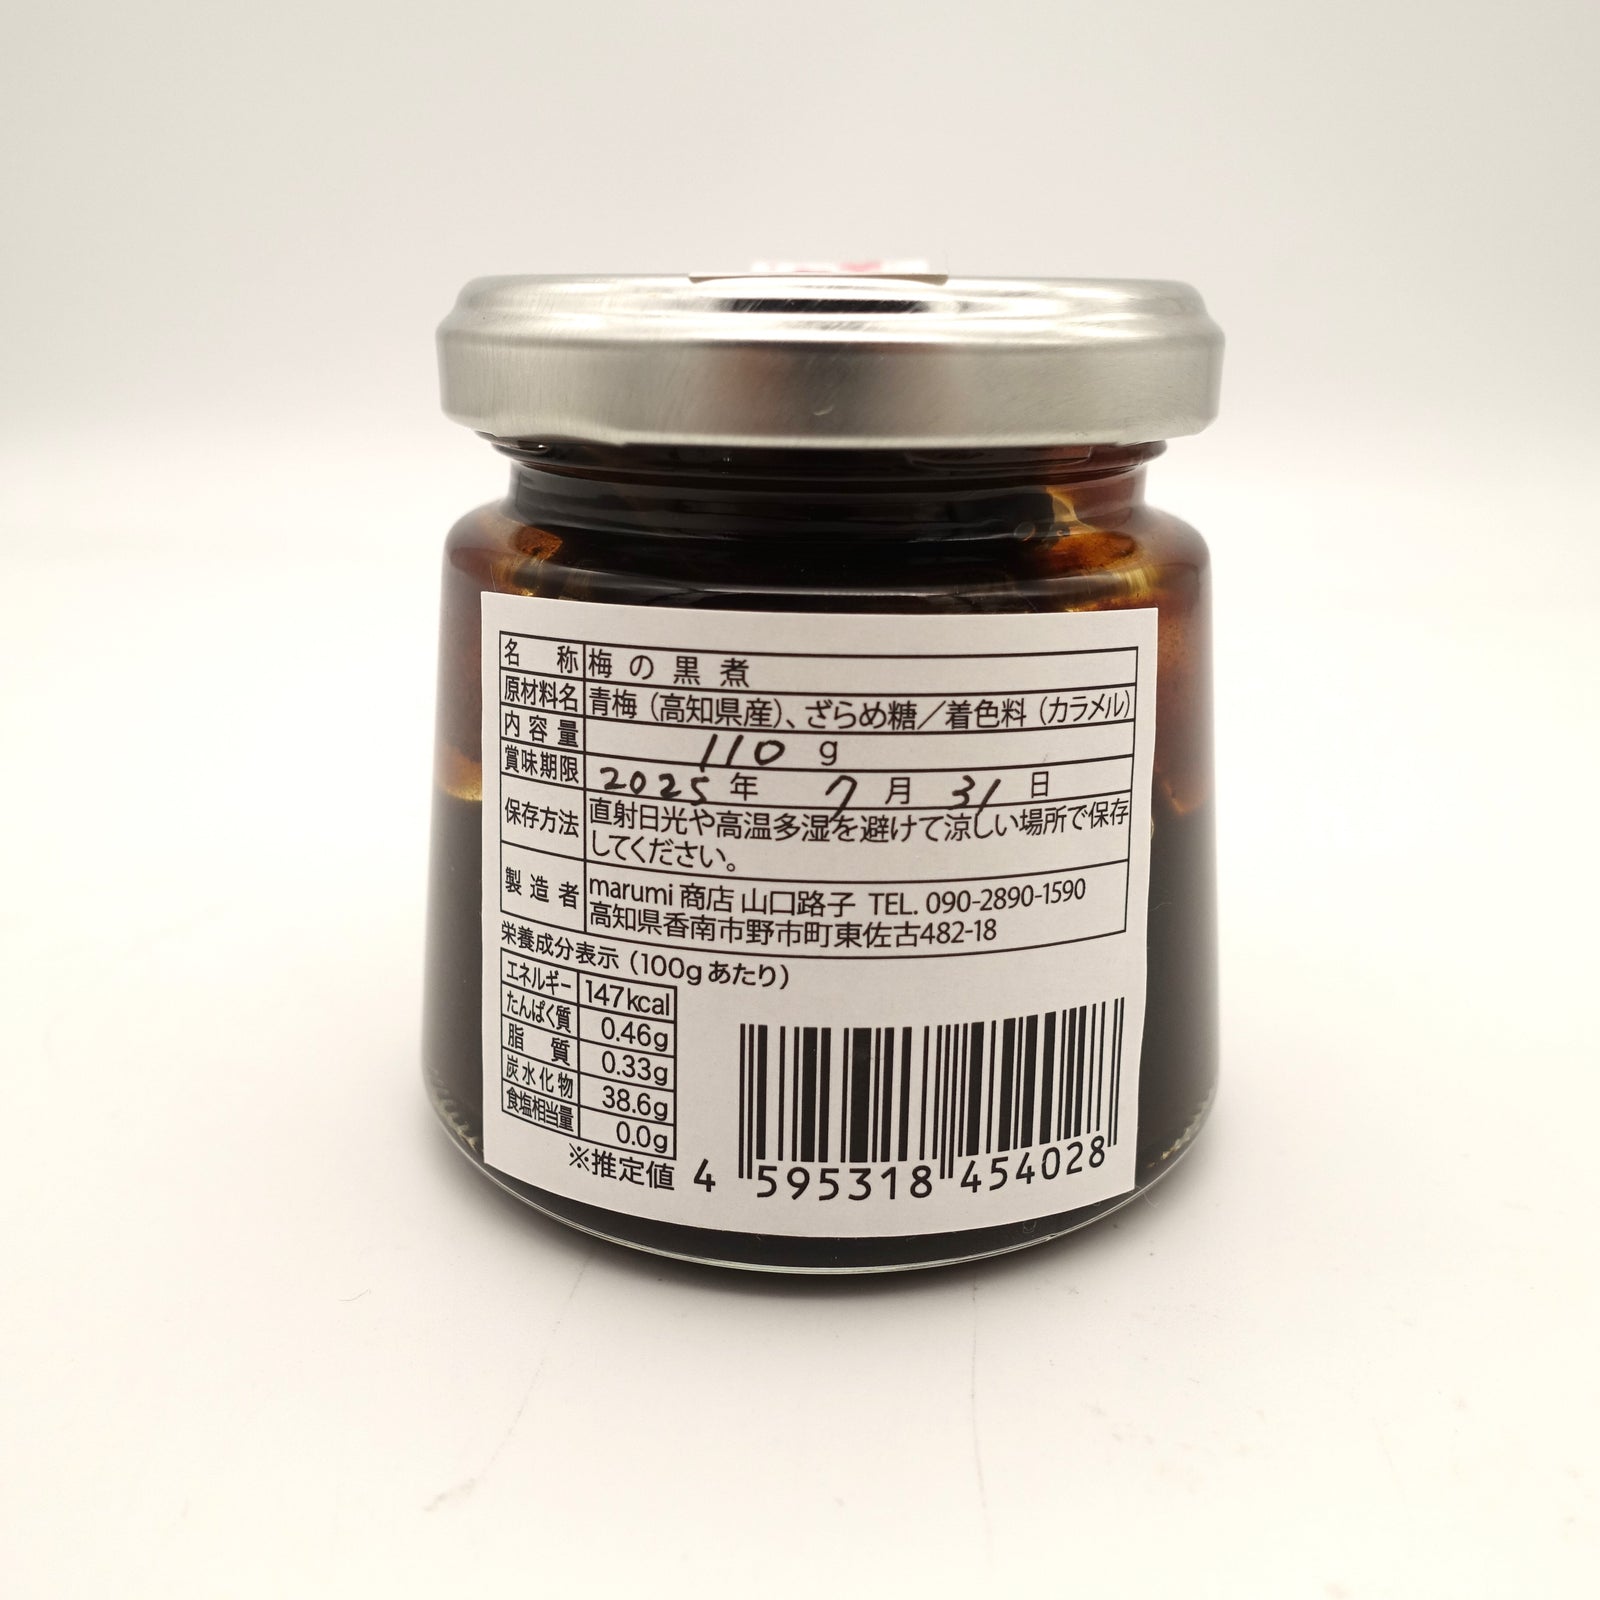 名称 梅の黒煮
原材料名 青梅（高知県産）、ざらめ糖／着色料（カラメル）
内容量 110 g
賞味期限 2025年 7月 31日
保存方法 直射日光や高温多湿を避けて涼しい場所で保存
してください。
製造者 marumi 商店 山口路子 TEL. 090-2890-1590
高知県香南市野市町東佐古482-18
栄養成分表示（100gあたり）
エネルギー 147kcal
たんぱく質 0.46g
脂質 0.33g
炭水化物 38.6g
食塩相当量 0.0g
※推定値
4 595318 454028